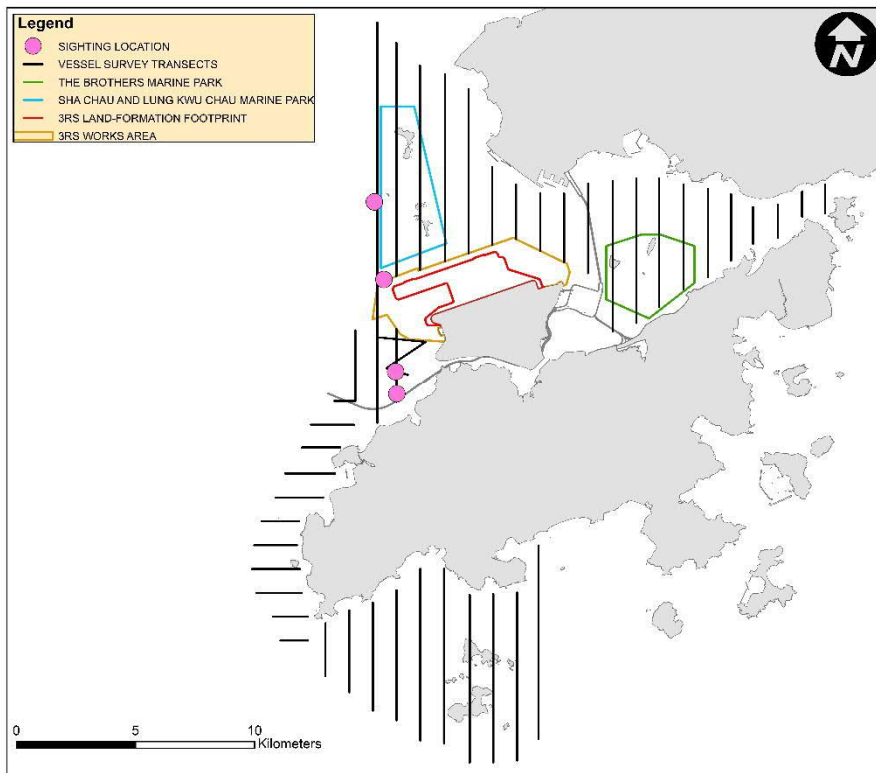 Legend
SIGHTING LOCATION
VESSEL SURVEY TRANSECTS
THE BROTHERS MARINE PARK
SHA CHAU AND LUNG KWU CHAU MARINE PARK
3RS LAND-FORMATION FOOTPRINT
3RS WORKS AREA
N
0 5 10
Kilometers